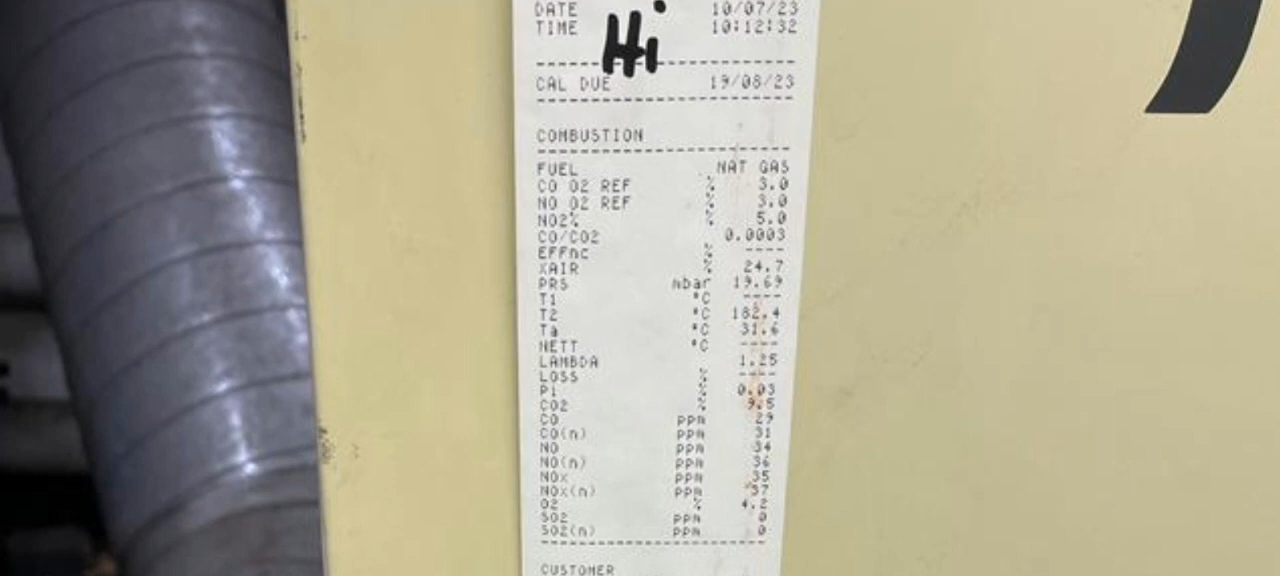 DATE 10/07/23
TIME 10:12:32
Hi
CAL DUE 19/08/23
COMBUSTION
FUEL NAT GAS
CO O2 REF % 3.0
NO O2 REF % 3.0
NO2% % 5.0
CO/CO2 0.0003
EFFnc % ----
XAIR % 24.7
PRS mbar 19.69
T1 °C ----
T2 °C 182.4
Ta °C 31.6
NETT °C ----
LAMBDA 1.25
LOSS % ----
PI % 0.03
CO2 % 9.5
CO ppm 29
CO(n) ppm 31
NO ppm 34
NO(n) ppm 36
NOx ppm 35
NOx(n) ppm 37
O2 % 4.2
SO2 ppm 0
SO2(n) ppm 0
CUSTOMER